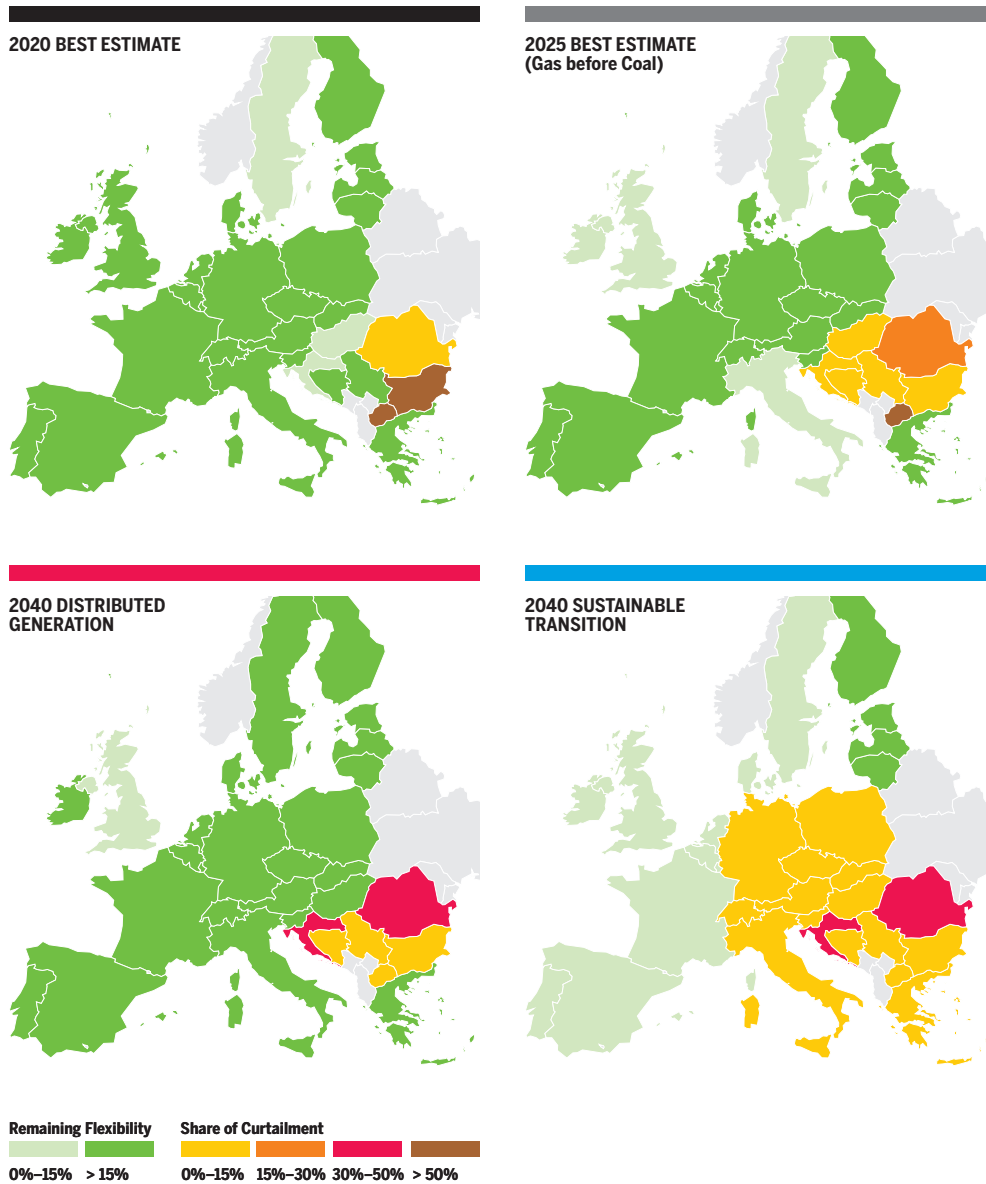 2020 BEST ESTIMATE
2025 BEST ESTIMATE
(Gas before Coal)
2040 DISTRIBUTED
GENERATION
2040 SUSTAINABLE
TRANSITION
Remaining Flexibility
0%–15% > 15%
Share of Curtailment
0%–15% 15%–30% 30%–50% > 50%